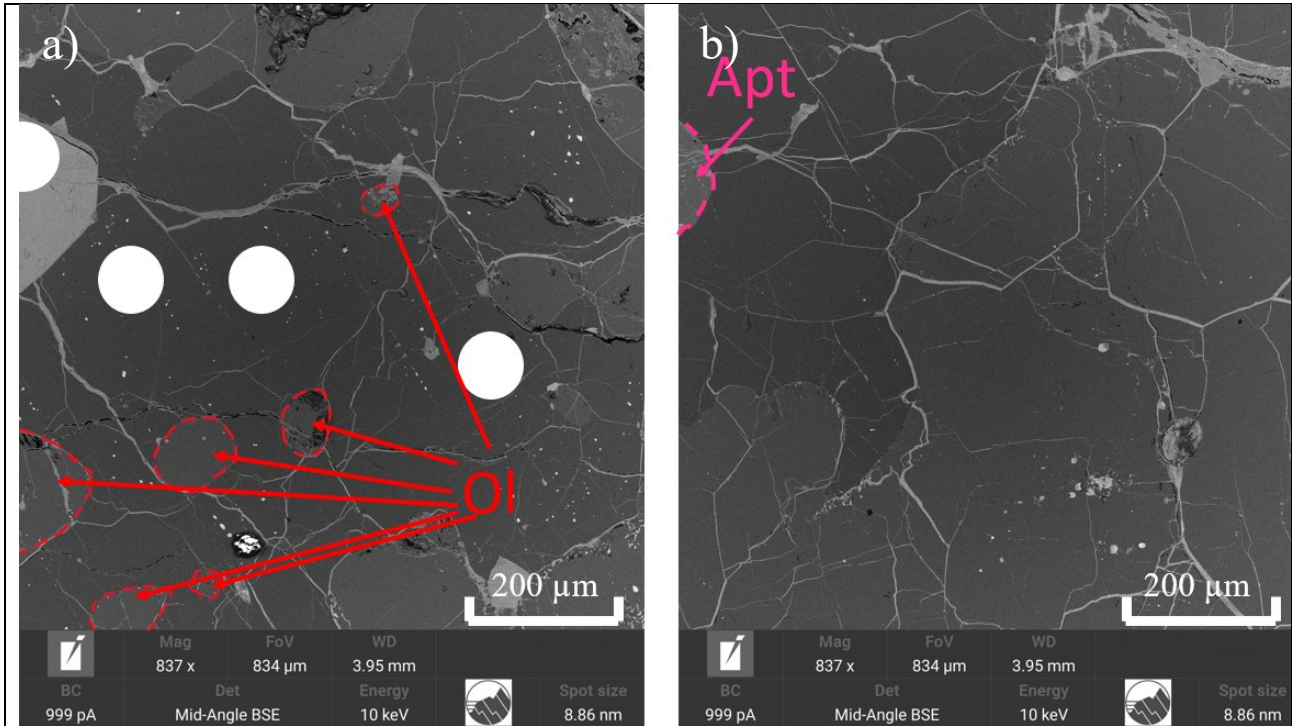 a)
Ol
200 µm
Mag FoV WD
837 x 834 µm 3.95 mm
BC Det Energy Spot size
999 pA Mid-Angle BSE 10 keV 8.86 nm
b)
Apt
200 µm
Mag FoV WD
837 x 834 µm 3.95 mm
BC Det Energy Spot size
999 pA Mid-Angle BSE 10 keV 8.86 nm